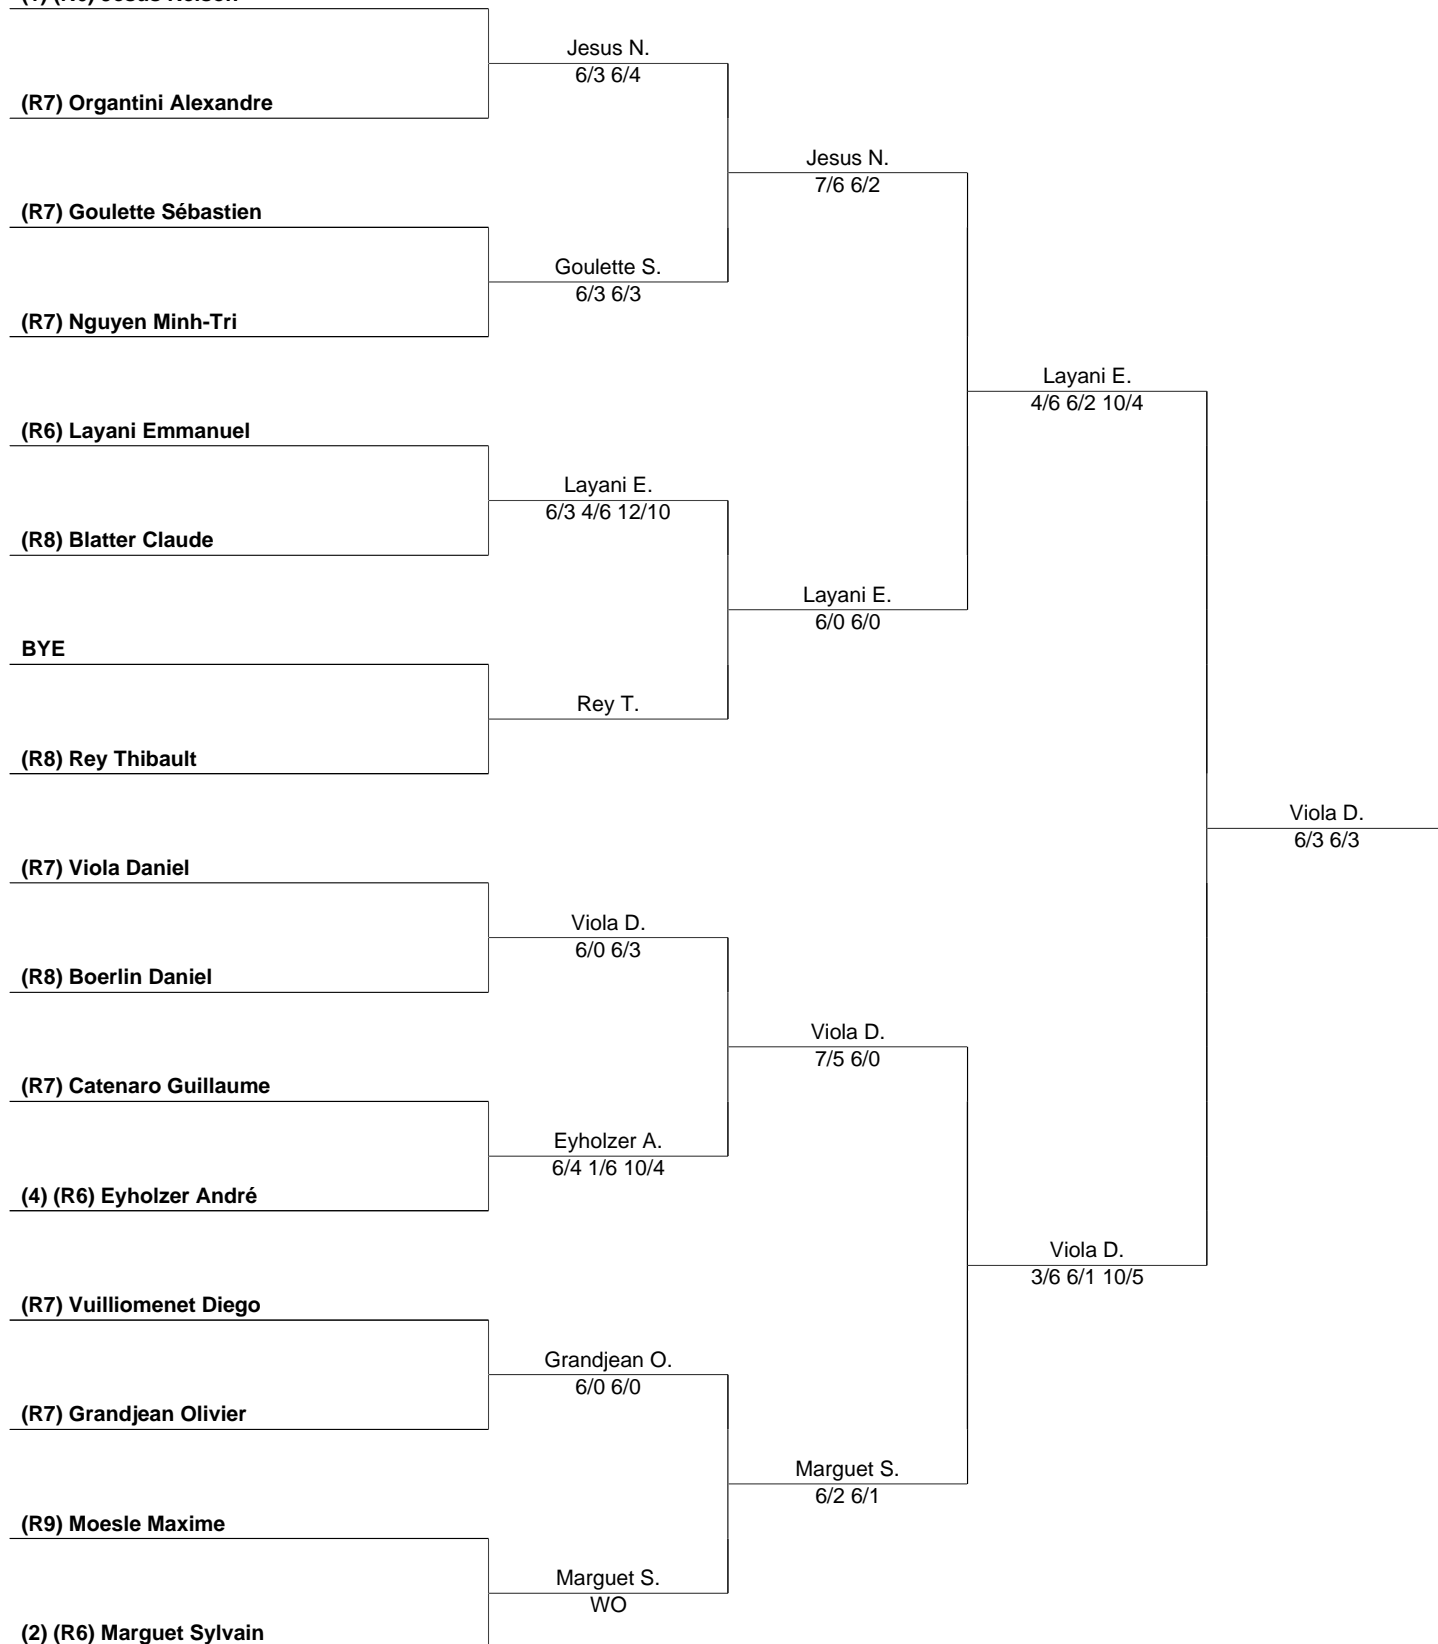 (R7) Organtini Alexandre
(R7) Goulette Sébastien
(R7) Nguyen Minh-Tri
(R6) Layani Emmanuel
(R8) Blatter Claude
BYE
(R8) Rey Thibault
(R7) Viola Daniel
(R8) Boerlin Daniel
(R7) Catenaro Guillaume
(4) (R6) Eyholzer André
(R7) Vuilliomenet Diego
(R7) Grandjean Olivier
(R9) Moesle Maxime
(2) (R6) Marguet Sylvain
Jesus N.
6/3 6/4
Goulette S.
6/3 6/3
Layani E.
6/3 4/6 12/10
Rey T.
Viola D.
6/0 6/3
Eyholzer A.
6/4 1/6 10/4
Grandjean O.
6/0 6/0
Marguet S.
WO
Jesus N.
7/6 6/2
Layani E.
6/0 6/0
Viola D.
7/5 6/0
Marguet S.
6/2 6/1
Layani E.
4/6 6/2 10/4
Viola D.
3/6 6/1 10/5
Viola D.
6/3 6/3